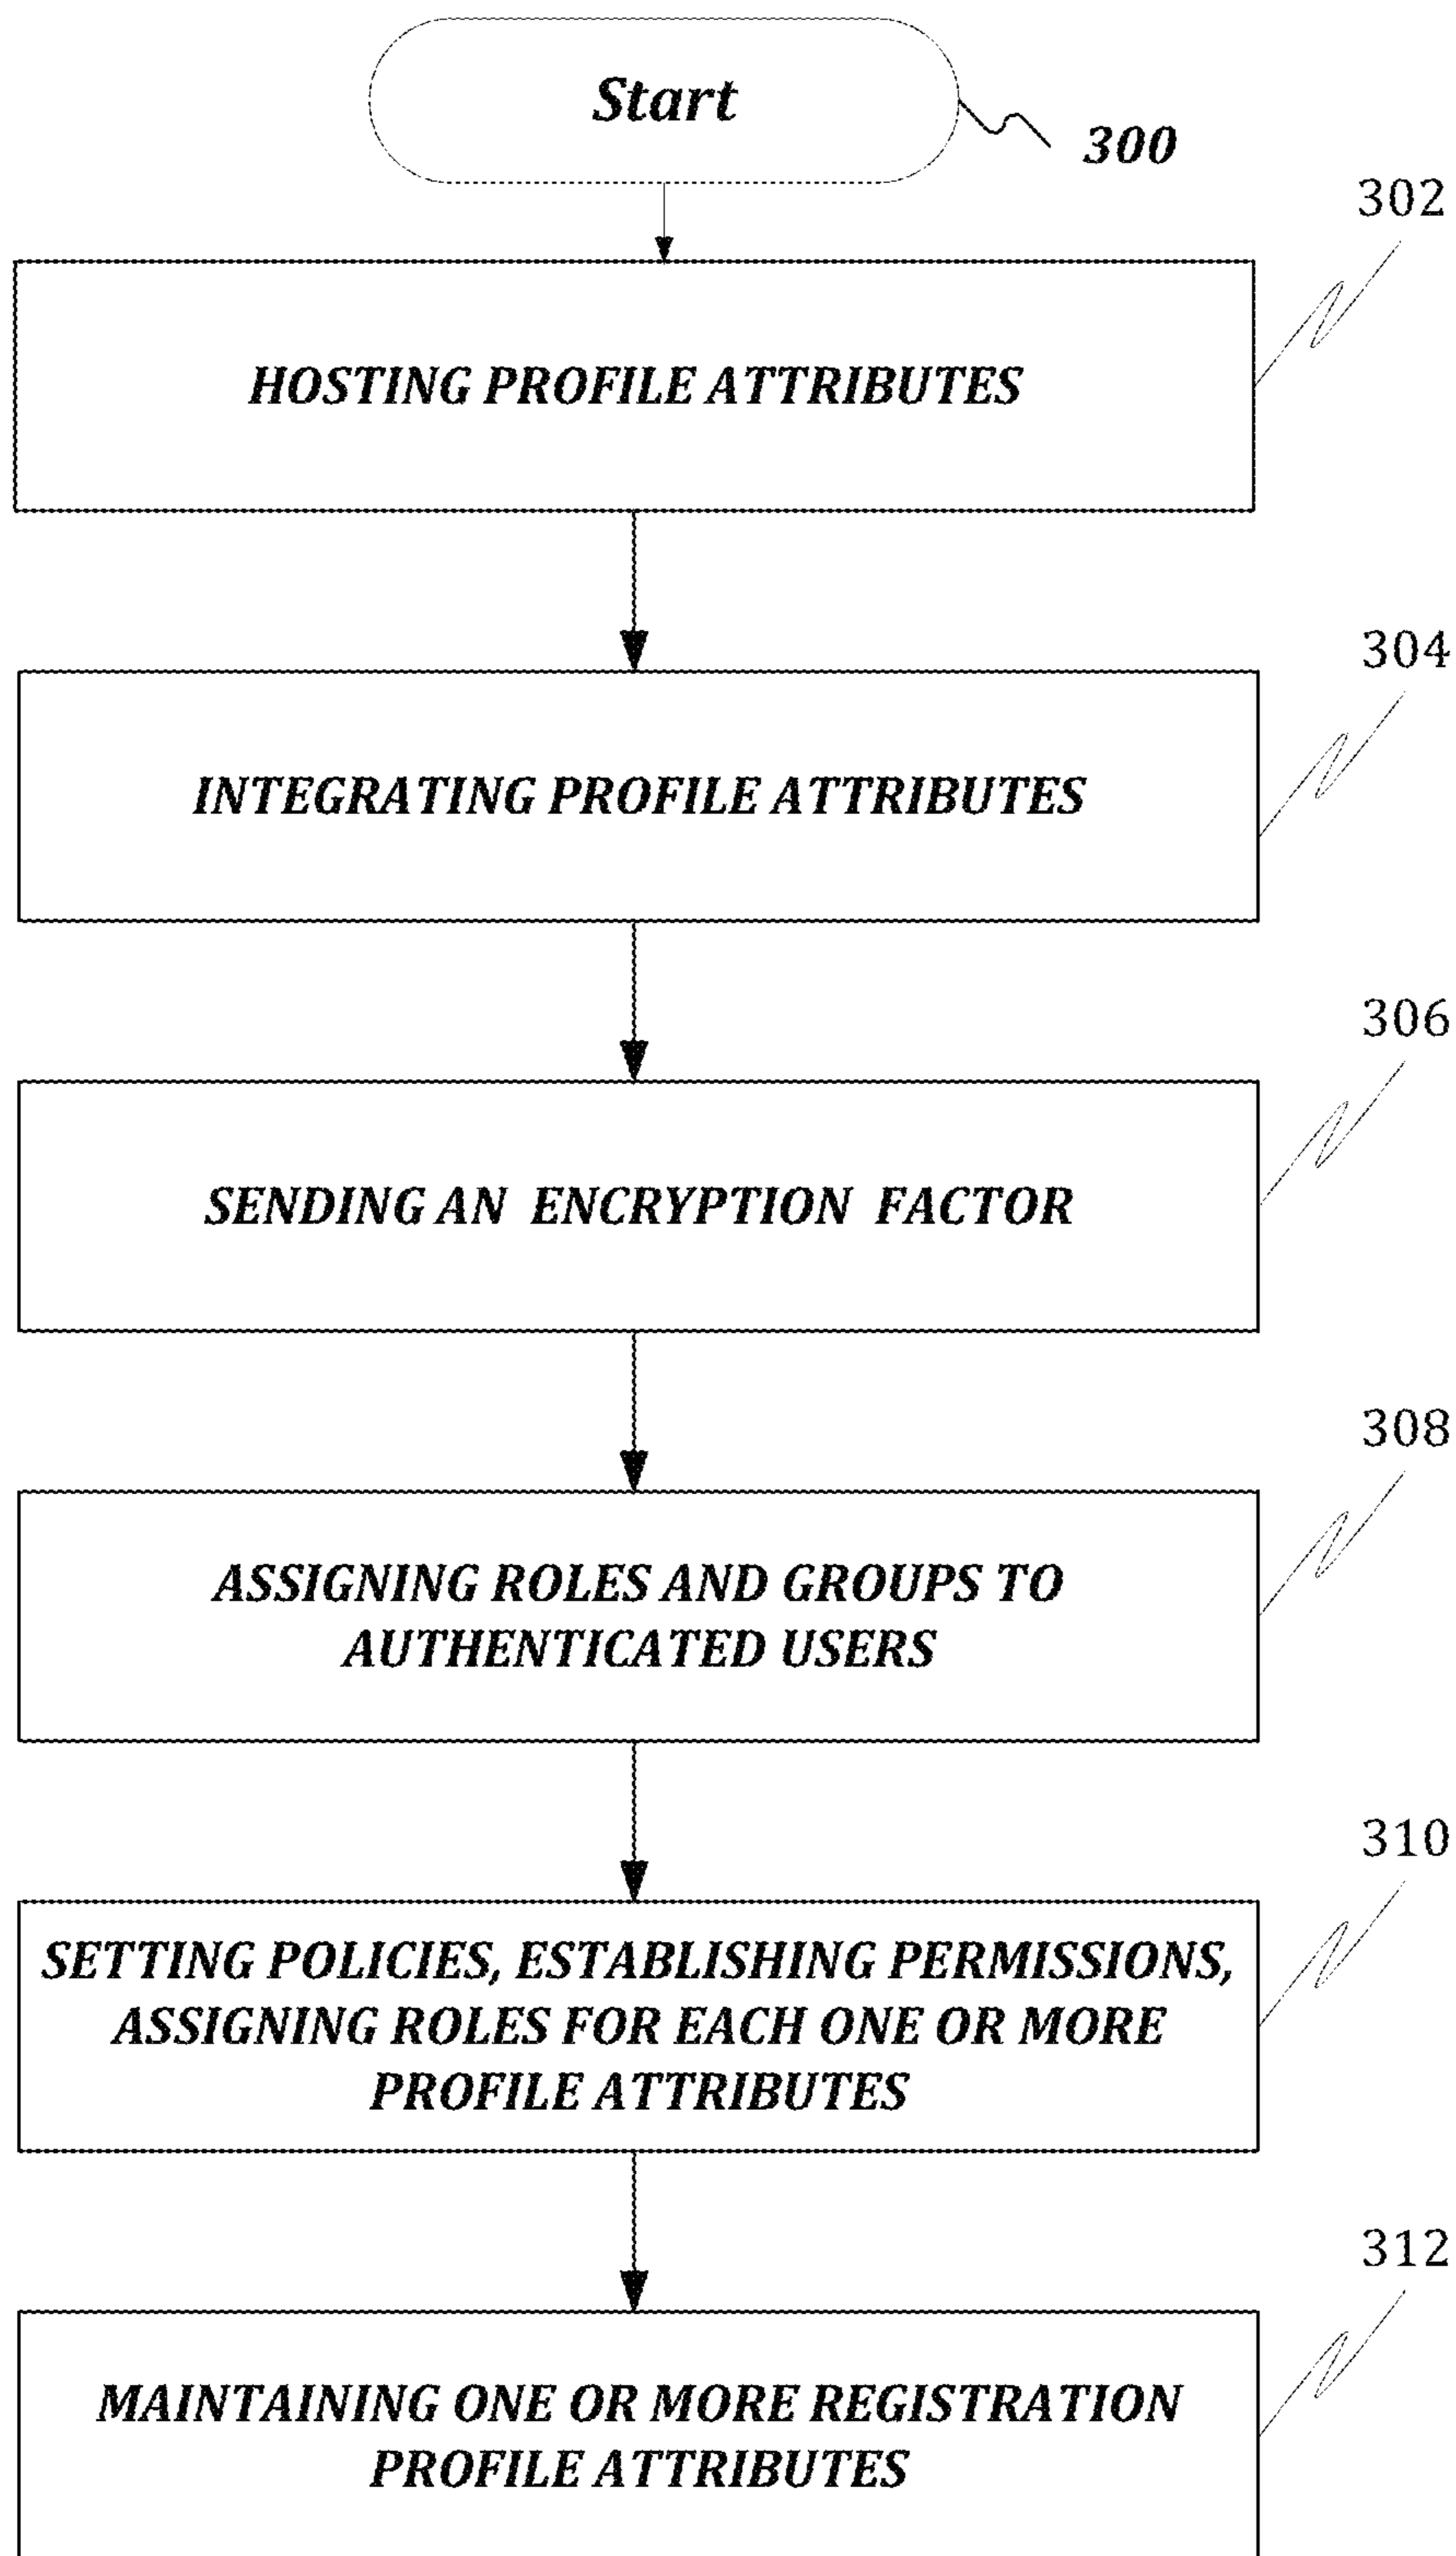 Start
300
302
HOSTING PROFILE ATTRIBUTES
304
INTEGRATING PROFILE ATTRIBUTES
306
SENDING AN ENCRYPTION FACTOR
308
ASSIGNING ROLES AND GROUPS TO
AUTHENTICATED USERS
310
SETTING POLICIES, ESTABLISHING PERMISSIONS,
ASSIGNING ROLES FOR EACH ONE OR MORE
PROFILE ATTRIBUTES
312
MAINTAINING ONE OR MORE REGISTRATION
PROFILE ATTRIBUTES